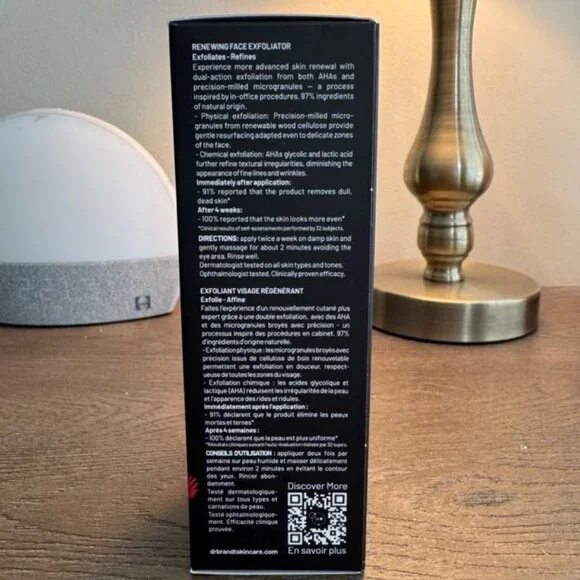 RENEWING FACE EXFOLIATOR
Exfoliates - Refines
Experience more advanced skin renewal with
dual-action exfoliation from both AHAs and
precision-milled microgranules — a process
inspired by in-office procedures. 97% ingredients
of natural origin.
- Physical exfoliation: Precision-milled micro-
granules from renewable wood cellulose provide
gentle resurfacing adapted even to delicate zones
of the face.
- Chemical exfoliation: AHAs glycolic and lactic acid
further refine textural irregularities, diminishing the
appearance of fine lines and wrinkles.
Immediately after application:
- 91% reported that the product removes dull,
dead skin*
After 4 weeks:
- 100% reported that the skin looks more even*
*Clinical results of self-assessments performed by 32 subjects.
DIRECTIONS: apply twice a week on damp skin and
gently massage for about 2 minutes avoiding the
eye area. Rinse well.
Dermatologist tested on all skin types and tones.
Ophthalmologist tested. Clinically proven efficacy.
EXFOLIANT VISAGE RÉGÉNÉRANT
Exfolie - Affine
Faites l'expérience d'un renouvellement cutané plus
expert grâce à une double exfoliation, avec des AHA
et des microgranules broyés avec précision - un
processus inspiré des procédures en cabinet. 97%
d'ingrédients d'origine naturelle.
- Exfoliation physique : les microgranules broyés avec
précision issus de cellulose de bois renouvelable
permettent une exfoliation en douceur, respect-
ueuse de toutes les zones du visage.
- Exfoliation chimique : les acides glycolique et
lactique (AHA) réduisent les irrégularités de la peau
et l'apparence des rides et ridules.
Immédiatement après l'application :
- 91% déclarent que le produit élimine les peaux
mortes et ternes*
Après 4 semaines :
- 100% déclarent que la peau est plus uniforme*
*Résultats cliniques suivant l'auto-évaluation réalisée par 32 sujets.
CONSEILS D'UTILISATION : appliquer deux fois par
semaine sur peau humide et masser délicatement
pendant environ 2 minutes en évitant le contour
des yeux. Rincer abon-
damment.
Testé dermatologique-
ment sur tous types et
carnations de peau.
Testé ophtalmologique-
ment. Efficacité clinique
prouvée.
Discover More
drbrandtskincare.com
En savoir plus